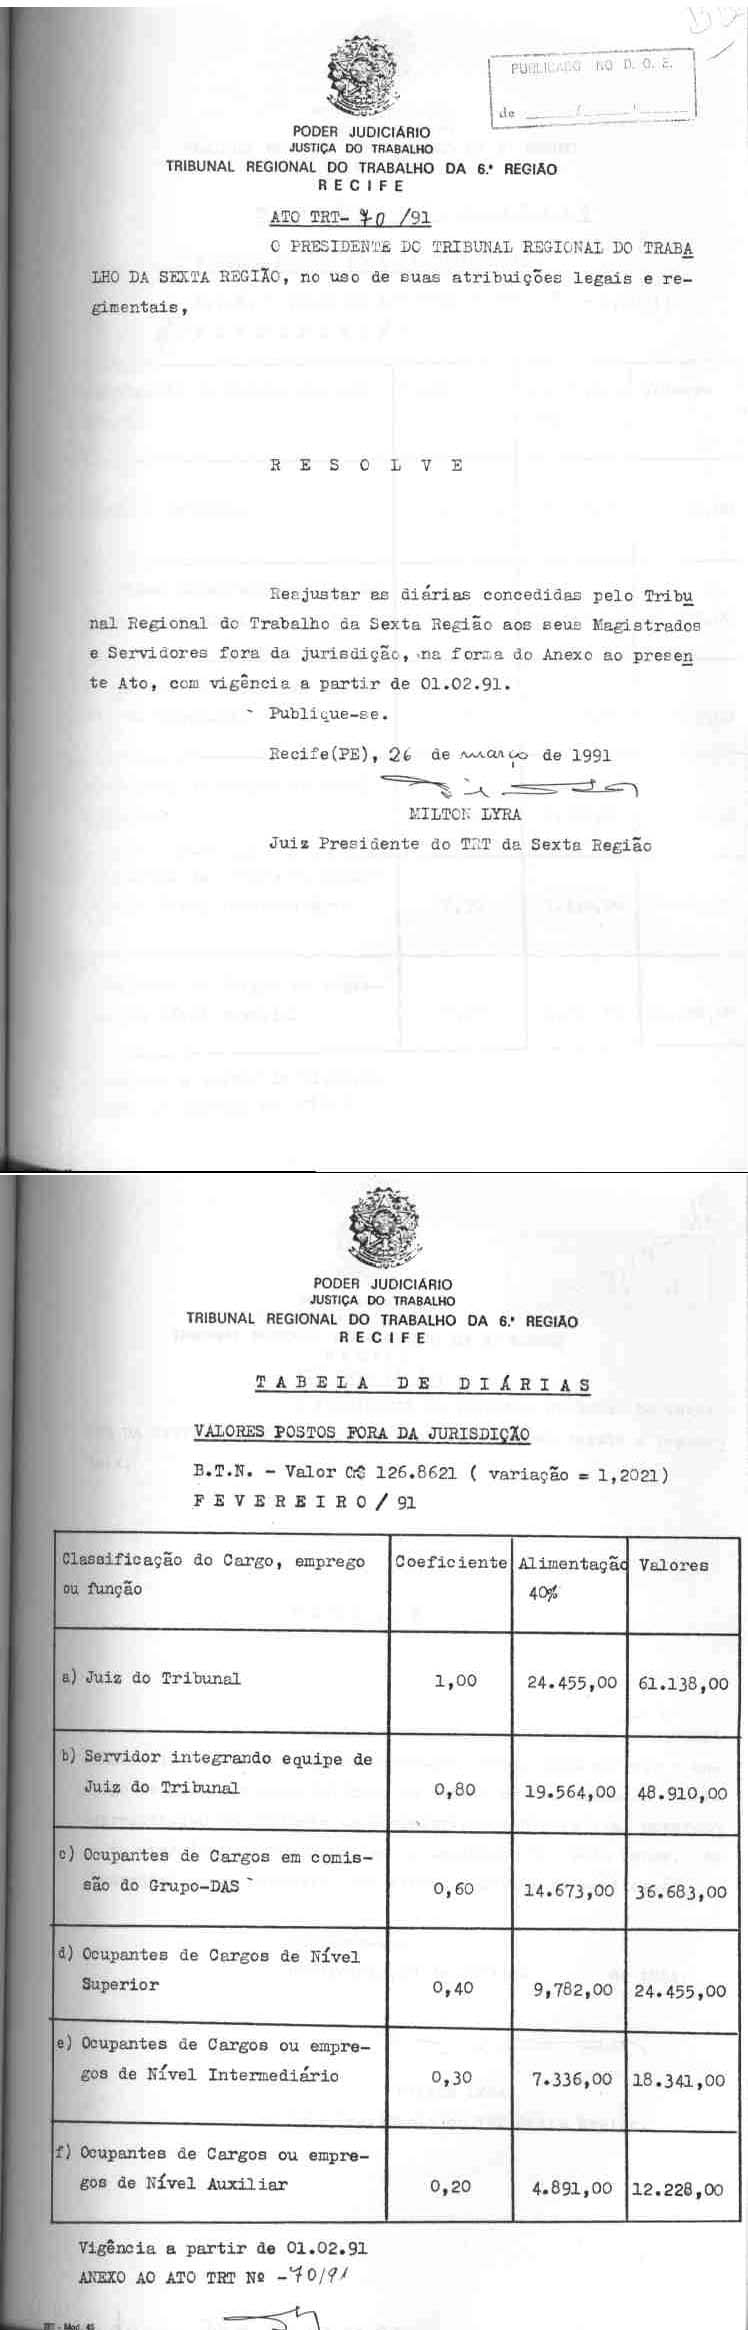 PUBLICADO NO D. O. E.
de ____/____/____
PODER JUDICIÁRIO
JUSTIÇA DO TRABALHO
TRIBUNAL REGIONAL DO TRABALHO DA 6.ª REGIÃO
RECIFE
ATO TRT- 70 /91
O PRESIDENTE DO TRIBUNAL REGIONAL DO TRABA
LHO DA SEXTA REGIÃO, no uso de suas atribuições legais e re-
gimentais,
R E S O L V E
Reajustar as diárias concedidas pelo Tribu
nal Regional do Trabalho da Sexta Região aos seus Magistrados
e Servidores fora da jurisdição, na forma do Anexo ao presen
te Ato, com vigência a partir de 01.02.91.
Publique-se.
Recife(PE), 26 de março de 1991
MILTON LYRA
Juiz Presidente do TRT da Sexta Região
PODER JUDICIÁRIO
JUSTIÇA DO TRABALHO
TRIBUNAL REGIONAL DO TRABALHO DA 6.ª REGIÃO
RECIFE
T A B E L A D E D I Á R I A S
VALORES POSTOS FORA DA JURISDIÇÃO
B.T.N. - Valor Cr$ 126.8621 ( variação = 1,2021)
F E V E R E I R O / 91
Classificação do Cargo, emprego Coeficiente Alimentação Valores
ou função 40%
a) Juiz do Tribunal 1,00 24.455,00 61.138,00
b) Servidor integrando equipe de
Juiz do Tribunal 0,80 19.564,00 48.910,00
c) Ocupantes de Cargos em comis-
são do Grupo-DAS 0,60 14.673,00 36.683,00
d) Ocupantes de Cargos de Nível
Superior 0,40 9,782,00 24.455,00
e) Ocupantes de Cargos ou empre-
gos de Nível Intermediário 0,30 7.336,00 18.341,00
f) Ocupantes de Cargos ou empre-
gos de Nível Auxiliar 0,20 4.891,00 12.228,00
Vigência a partir de 01.02.91
ANEXO AO ATO TRT Nº -70/91
Mod. 45